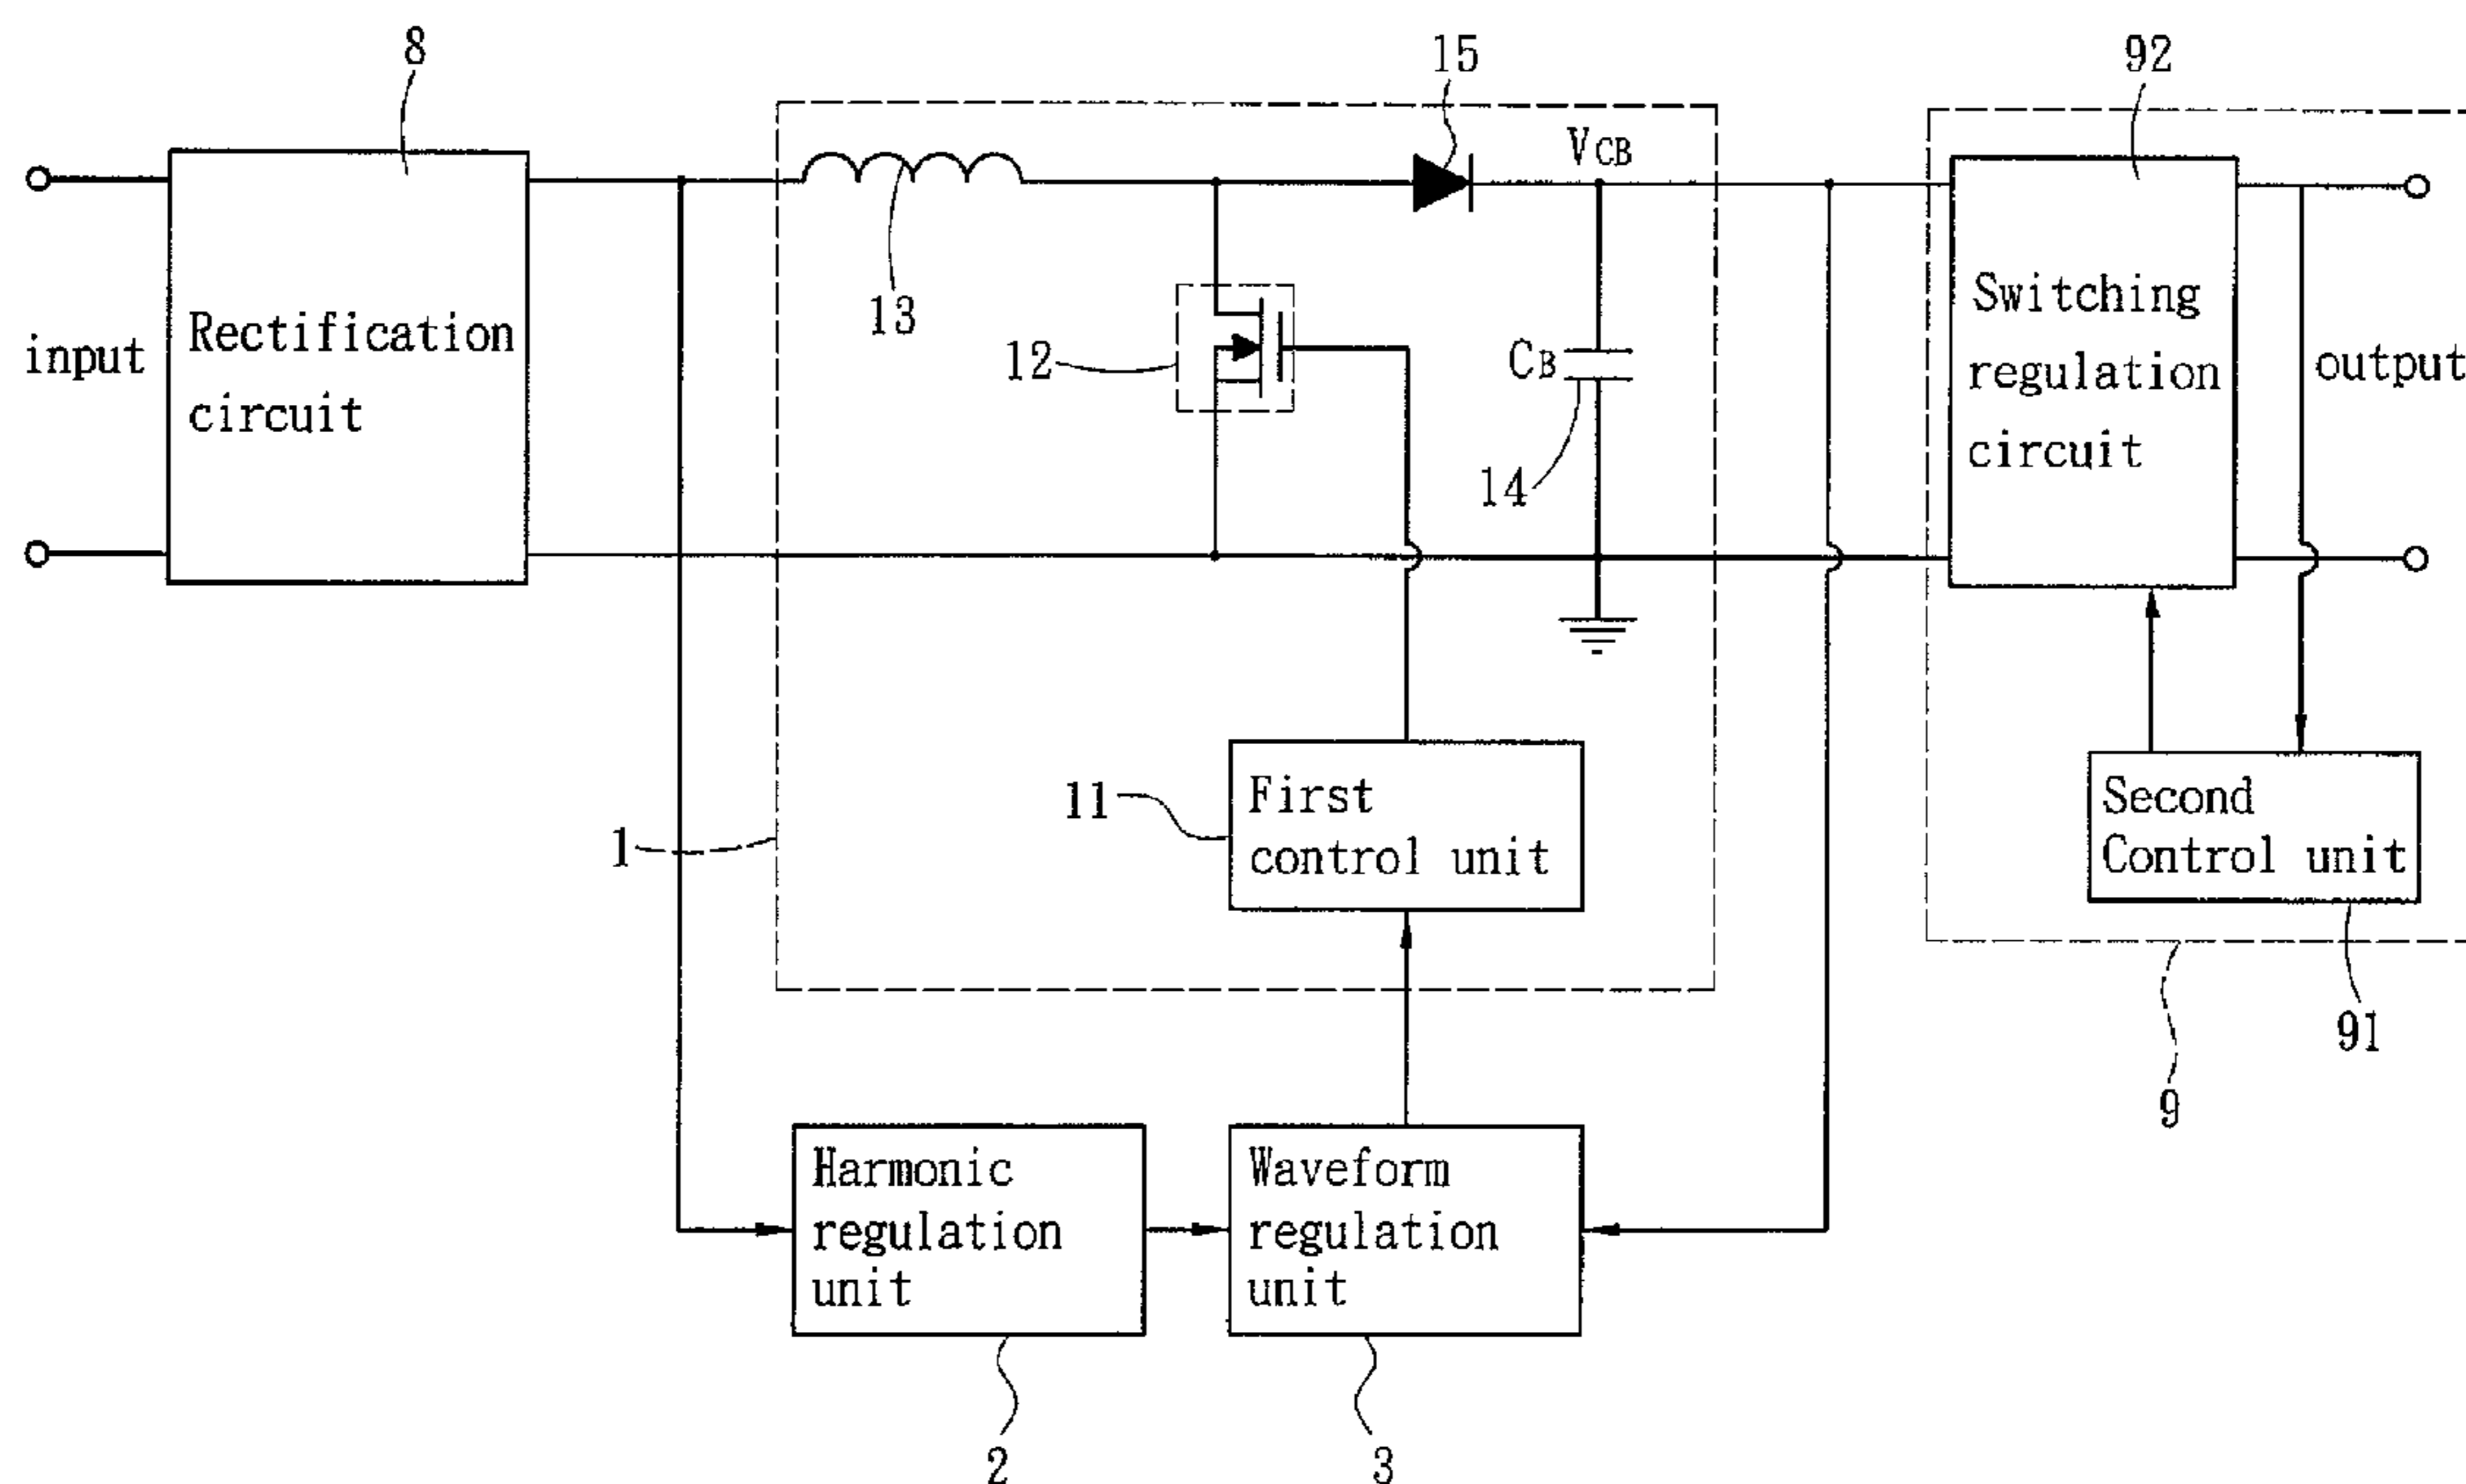 8
15
92
VCB
13
12
CB
14
input
Rectification
circuit
Switching
regulation
circuit
output
11
First
control unit
1
Second
Control unit
91
9
Harmonic
regulation
unit
Waveform
regulation
unit
2
3